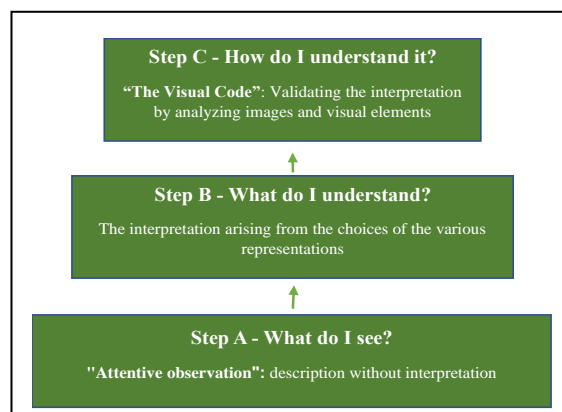 Step C - How do I understand it?
“The Visual Code”: Validating the interpretation
by analyzing images and visual elements
Step B - What do I understand?
The interpretation arising from the choices of the various
representations
Step A - What do I see?
"Attentive observation": description without interpretation